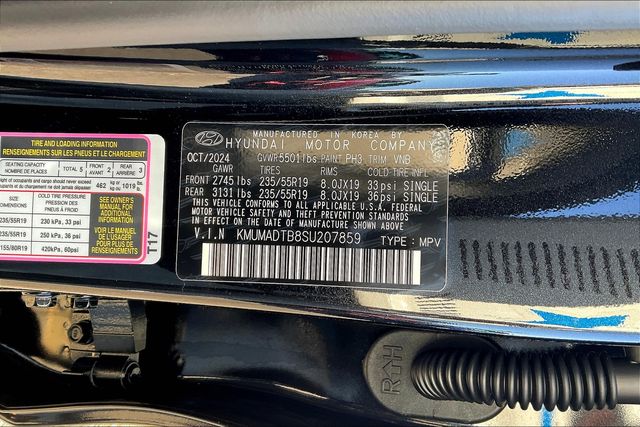 TIRE AND LOADING INFORMATION
RENSEIGNEMENTS SUR LES PNEUS ET LE CHARGEMENT
SEATING CAPACITY
NOMBRE DE PLACES
TOTAL 5
FRONT AVANT 2
REAR ARRIÈRE 3
462 kg or 1019 lbs.
DIMENSIONS
COLD TIRE PRESSURE
PRESSION DES
PNEUS À FROID
235/55R19 230 kPa, 33 psi
235/55R19 250 kPa, 36 psi
155/80R19 420kPa, 60psi
SEE OWNER'S
MANUAL FOR
ADDITIONAL
INFORMATION
VOIR LE MANUEL
DE L'USAGER
POUR PLUS DE
RENSEIGNEMENTS
T17
MANUFACTURED IN KOREA BY
HYUNDAI MOTOR COMPANY
OCT/2024 GVWR 5501lbs. PAINT PH3 TRIM VNB
GAWR TIRES RIMS COLD TIRE INFL
FRONT 2745lbs 235/55R19 8.0JX19 33psi SINGLE
REAR 3131lbs 235/55R19 8.0JX19 36psi SINGLE
THIS VEHICLE CONFORMS TO ALL APPLICABLE U.S.A. FEDERAL
MOTOR VEHICLE SAFETY AND THEFT PREVENTION STANDARDS
IN EFFECT ON THE DATE OF MANUFACTURE SHOWN ABOVE
V.I.N KMUMADTB8SU207859 TYPE: MPV
RH